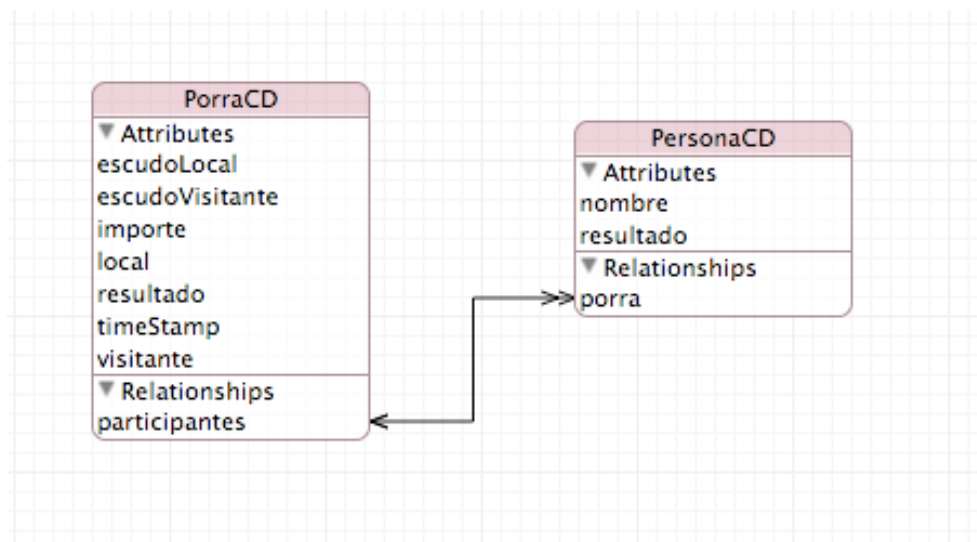 PorraCD
Attributes
escudoLocal
escudoVisitante
importe
local
resultado
timeStamp
visitante
Relationships
participantes
PersonaCD
Attributes
nombre
resultado
Relationships
porra